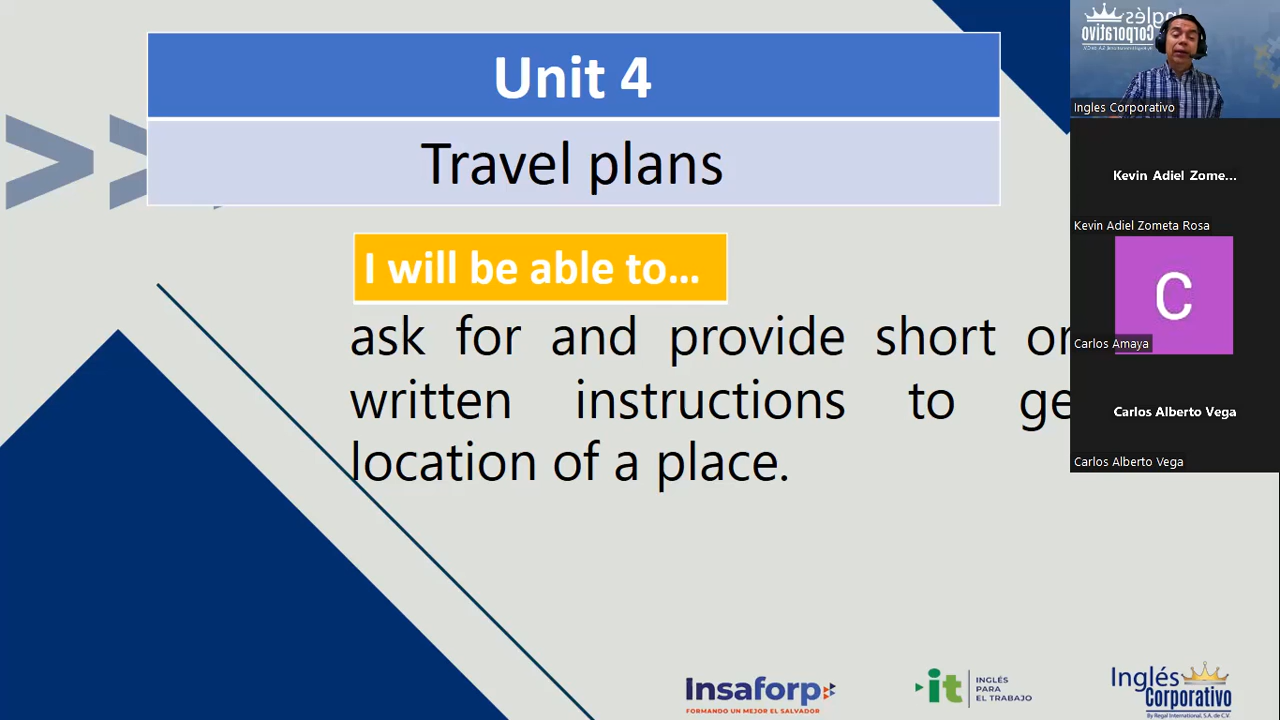 Unit 4
Travel plans
I will be able to...
ask for and provide short or
written instructions to ge
location of a place.
Inglés
Corporativo
Ingles Corporativo
Kevin Adiel Zome...
Kevin Adiel Zometa Rosa
C
Carlos Amaya
Carlos Alberto Vega
Carlos Alberto Vega
Insaforp
FORMANDO UN MEJOR EL SALVADOR
it
INGLÉS
PARA
EL TRABAJO
Inglés
Corporativo
By Regal International, S.A. de C.V.